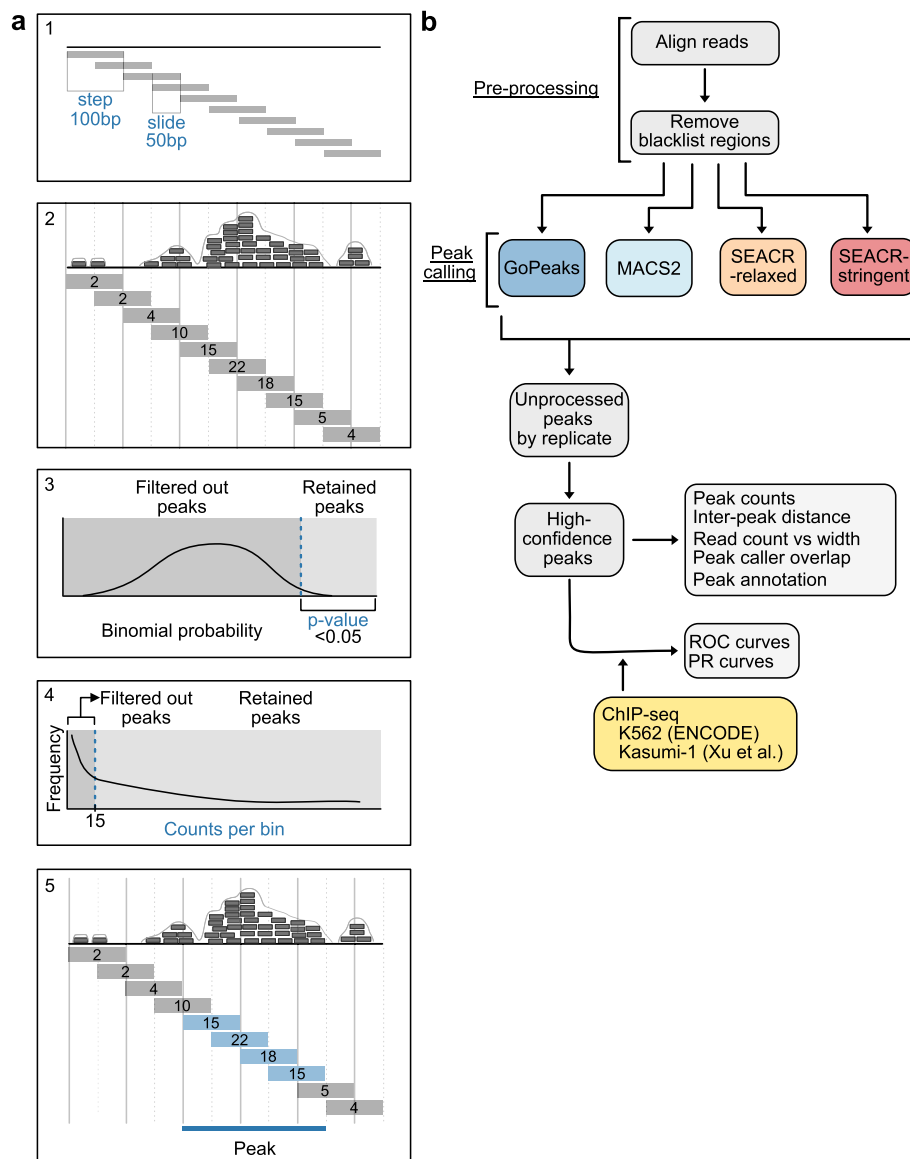 a
1
step
100bp
slide
50bp
2
2
2
4
10
15
22
18
15
5
4
3
Filtered out
peaks
Retained
peaks
Binomial probability
p-value
<0.05
4
Filtered out
peaks
Retained
peaks
Frequency
15
Counts per bin
5
2
2
4
10
15
22
18
15
5
4
Peak
b
Pre-processing
Align reads
Remove
blacklist regions
Peak
calling
GoPeaks
MACS2
SEACR
-relaxed
SEACR-
stringent
Unprocessed
peaks
by replicate
High-
confidence
peaks
Peak counts
Inter-peak distance
Read count vs width
Peak caller overlap
Peak annotation
ROC curves
PR curves
ChIP-seq
K562 (ENCODE)
Kasumi-1 (Xu et al.)